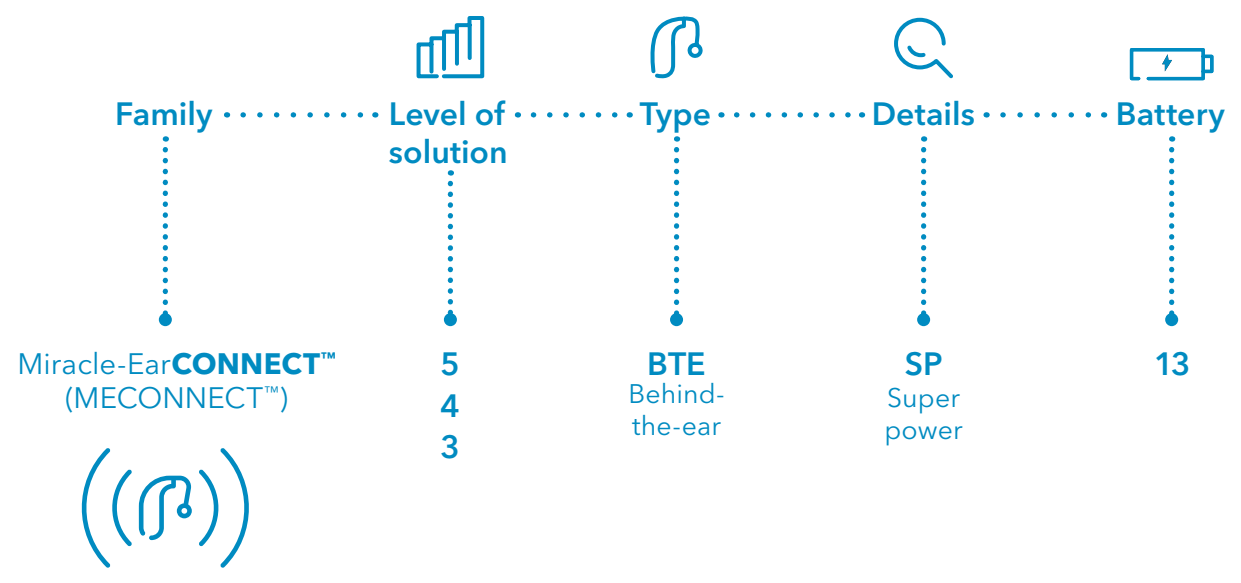 Family
Level of
solution
Type
Details
Battery
Miracle-EarCONNECT™
(MECONNECT™)
5
4
3
BTE
Behind-
the-ear
SP
Super
power
13